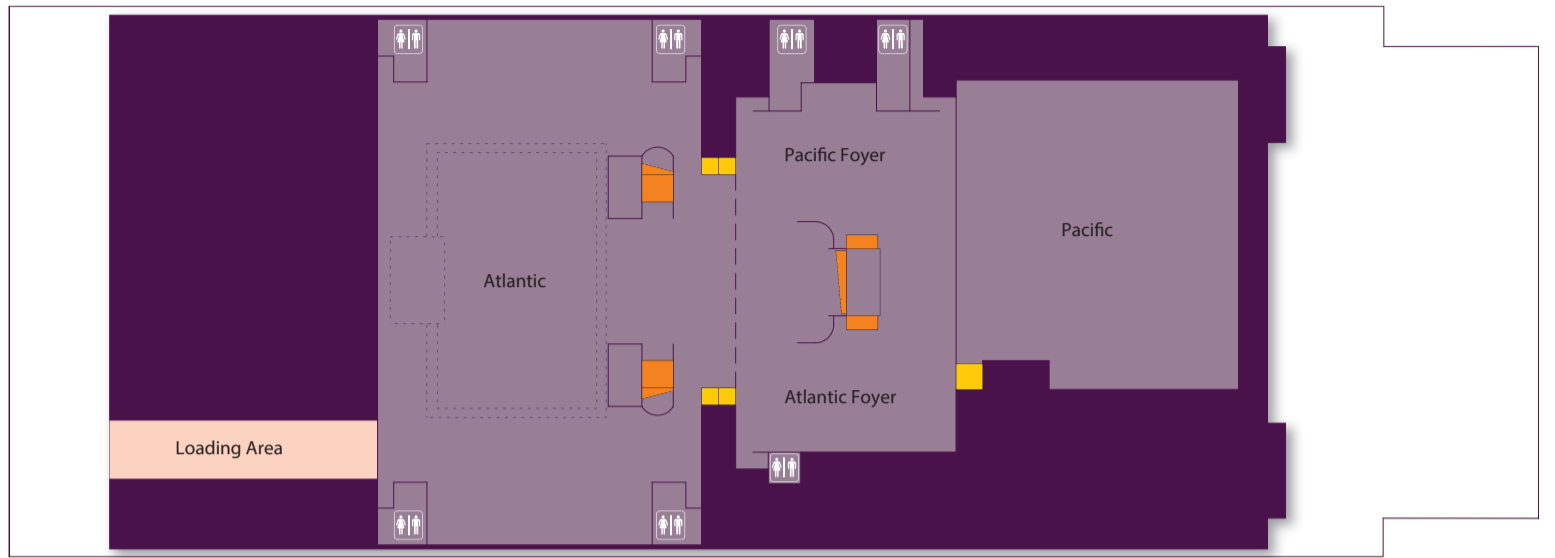 Pacific Foyer
Pacific
Atlantic
Atlantic Foyer
Loading Area